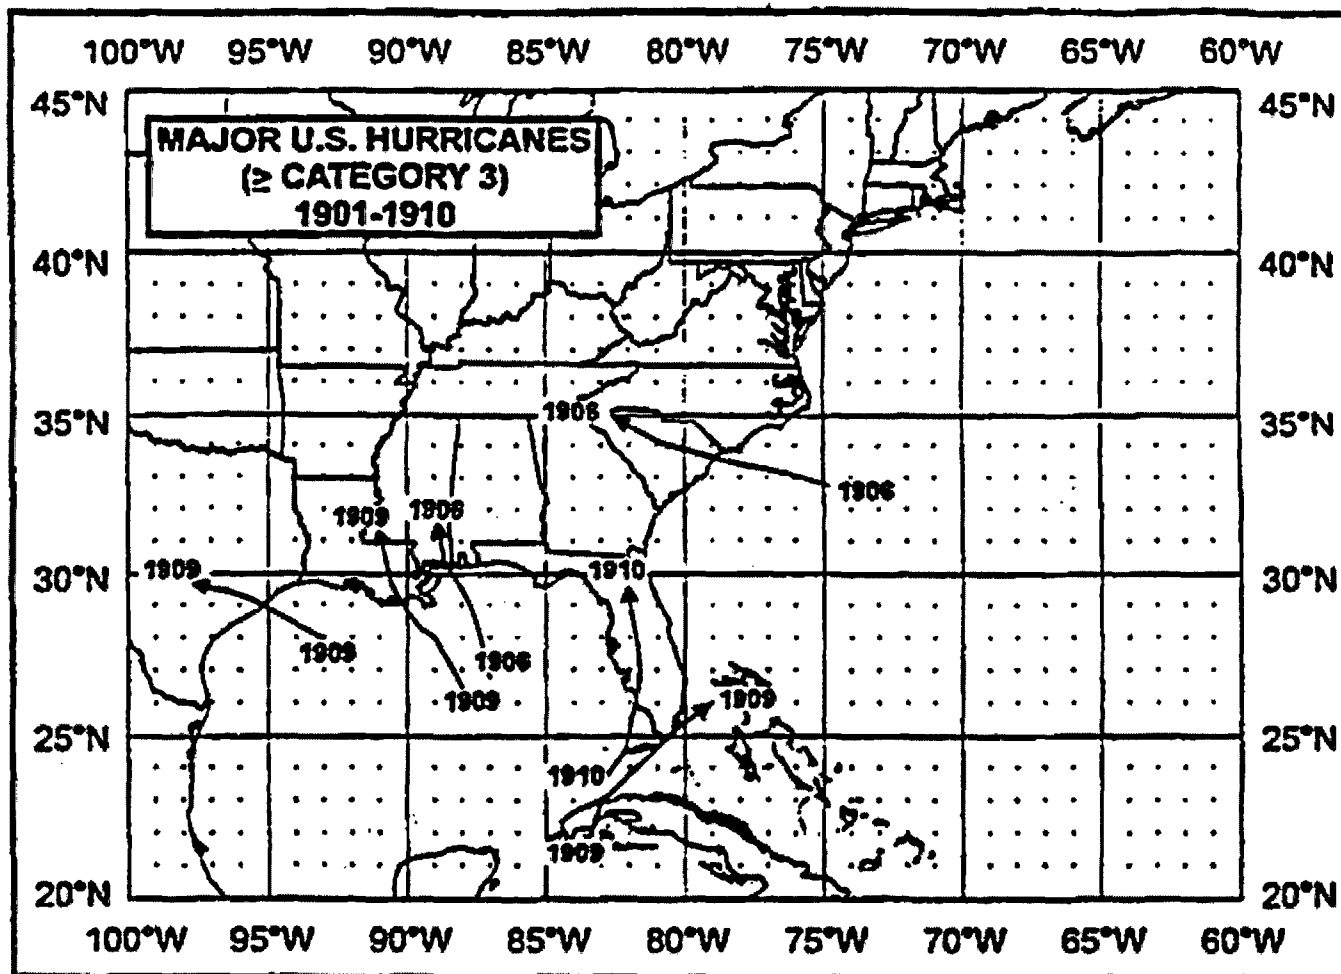 100°W 95°W 90°W 85°W 80°W 75°W 70°W 65°W 60°W
45°N 45°N
MAJOR U.S. HURRICANES
(≥ CATEGORY 3)
1901-1910
40°N 40°N
1906
35°N 35°N
1906
1909 1906
1909 30°N 1910 30°N
1909 1906
1909 1909
25°N 25°N
1910
1909
20°N 20°N
100°W 95°W 90°W 85°W 80°W 75°W 70°W 65°W 60°W